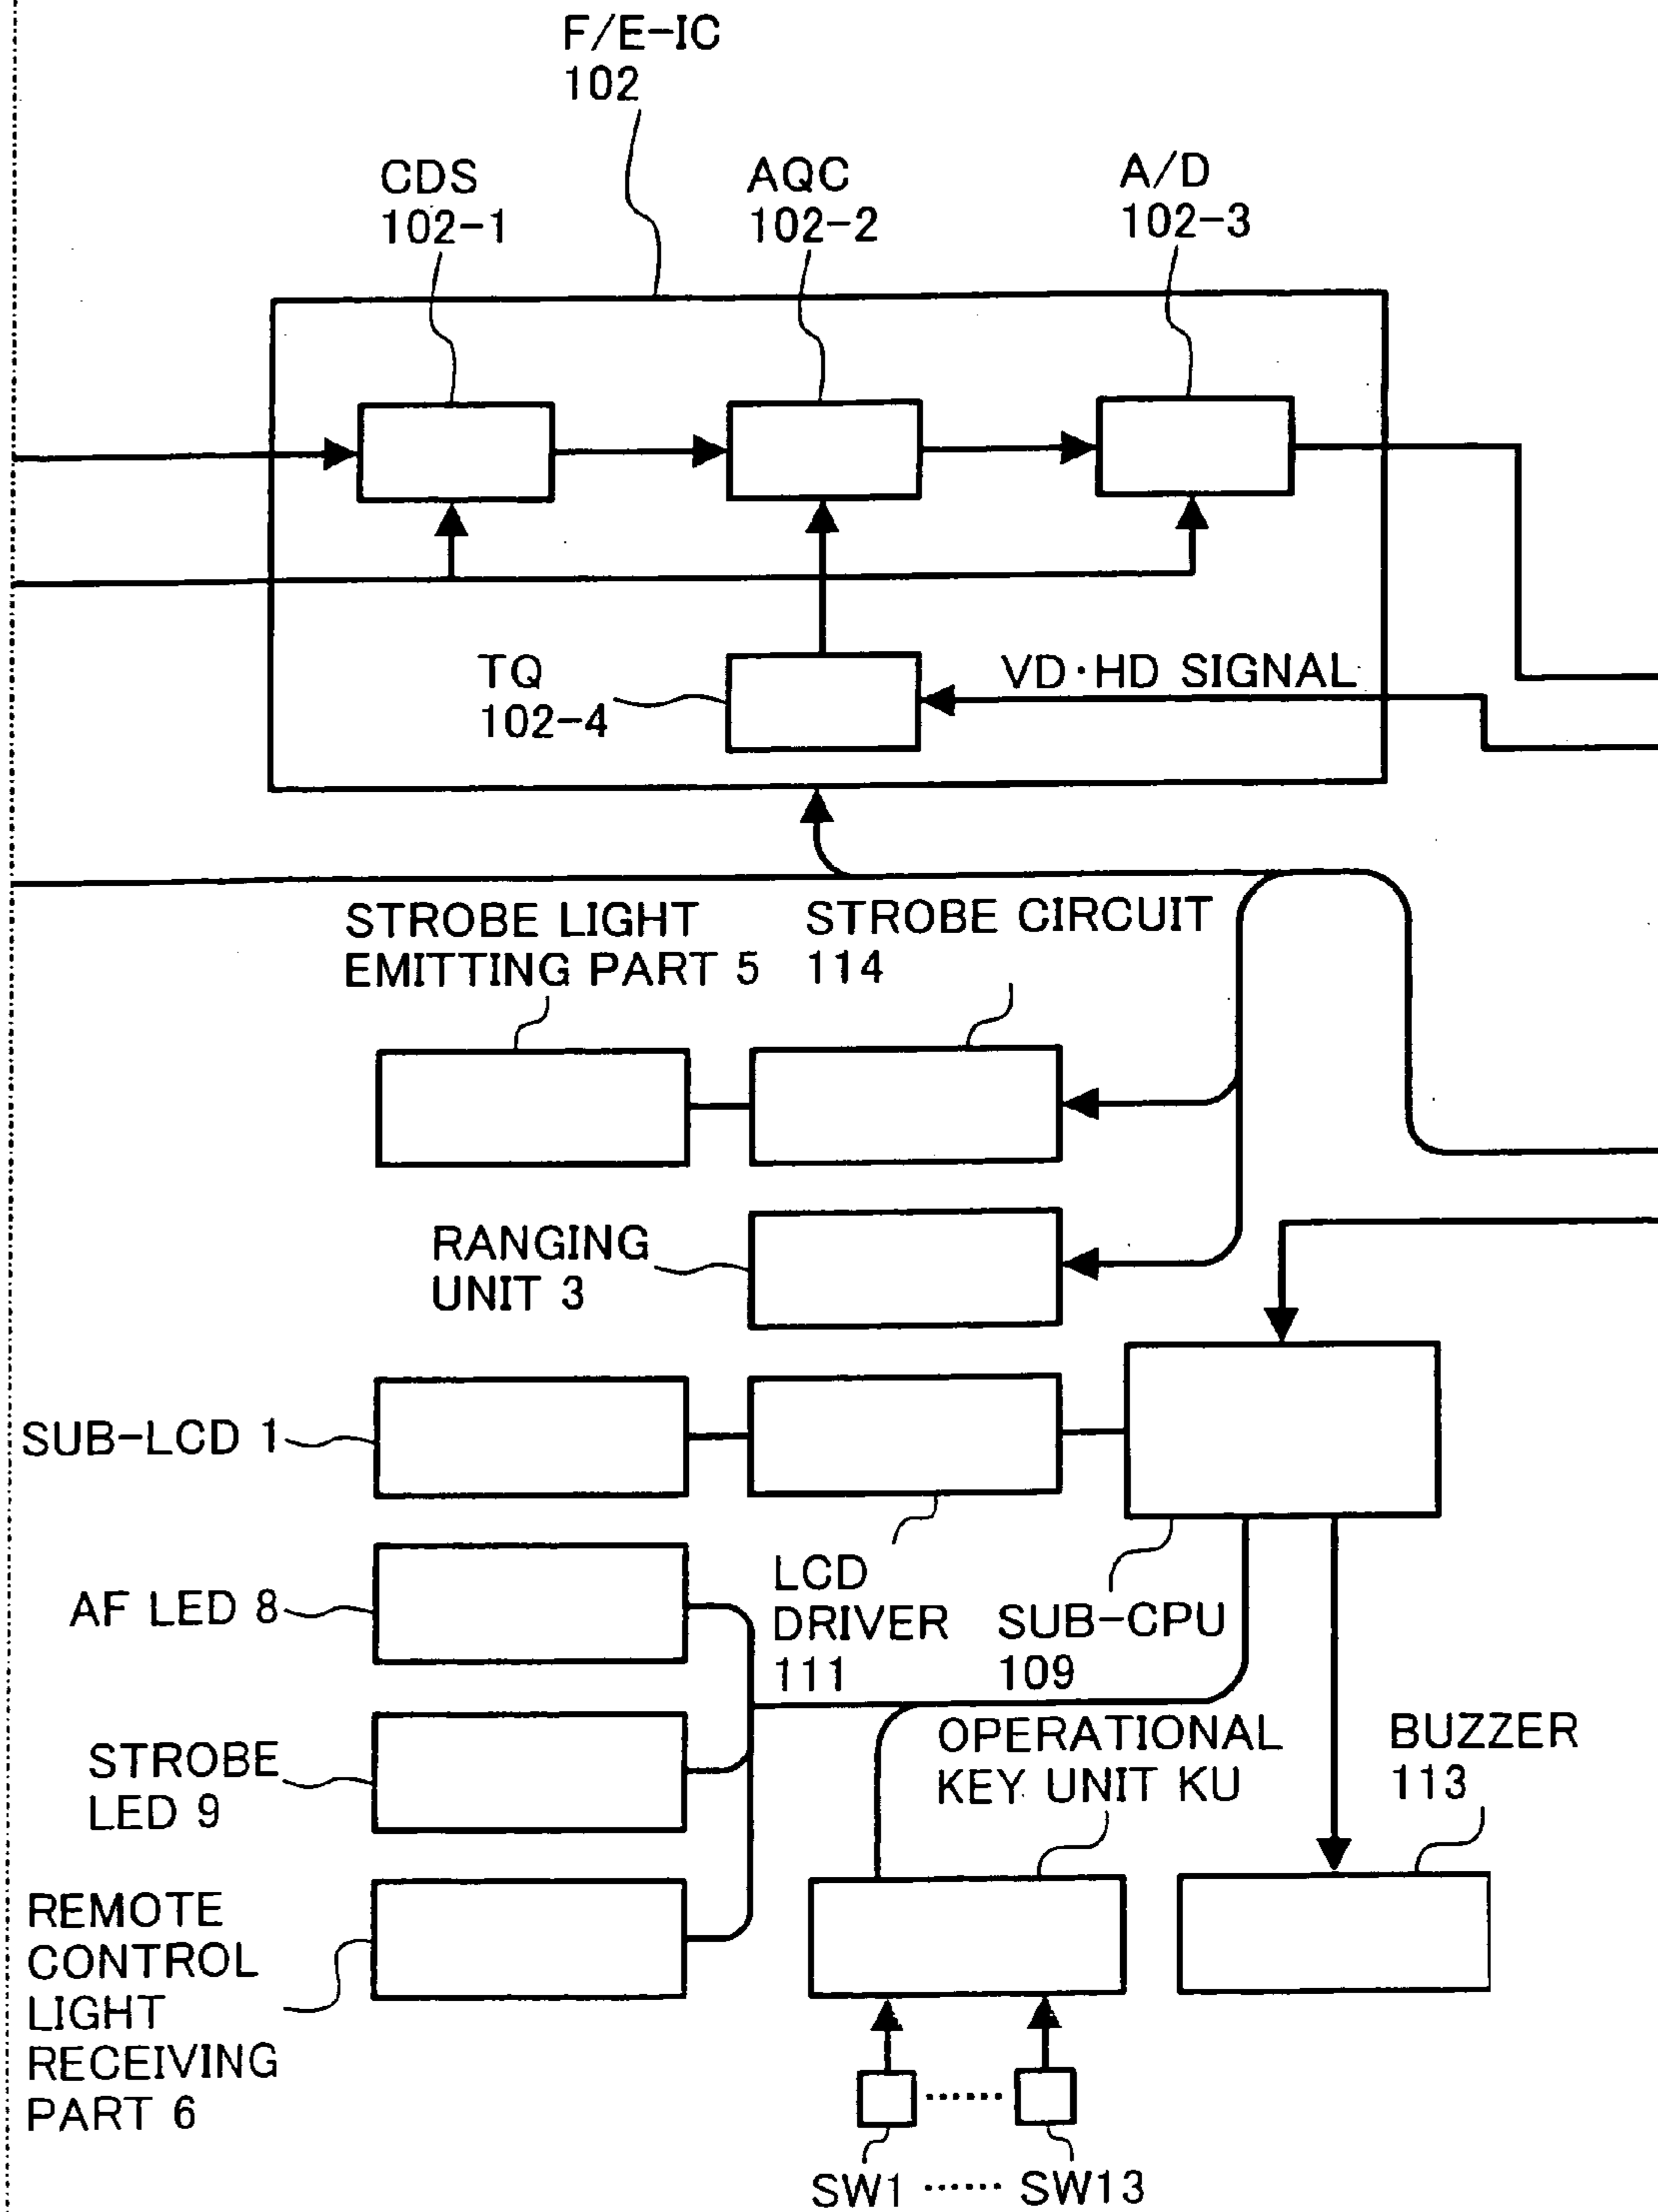 F/E-IC
102
CDS
102-1
AQC
102-2
A/D
102-3
TQ
102-4
VD·HD SIGNAL
STROBE LIGHT
EMITTING PART 5
STROBE CIRCUIT
114
RANGING
UNIT 3
SUB-LCD 1
AF LED 8
LCD
DRIVER
111
SUB-CPU
109
STROBE
LED 9
OPERATIONAL
KEY UNIT KU
BUZZER
113
REMOTE
CONTROL
LIGHT
RECEIVING
PART 6
SW1 ······ SW13